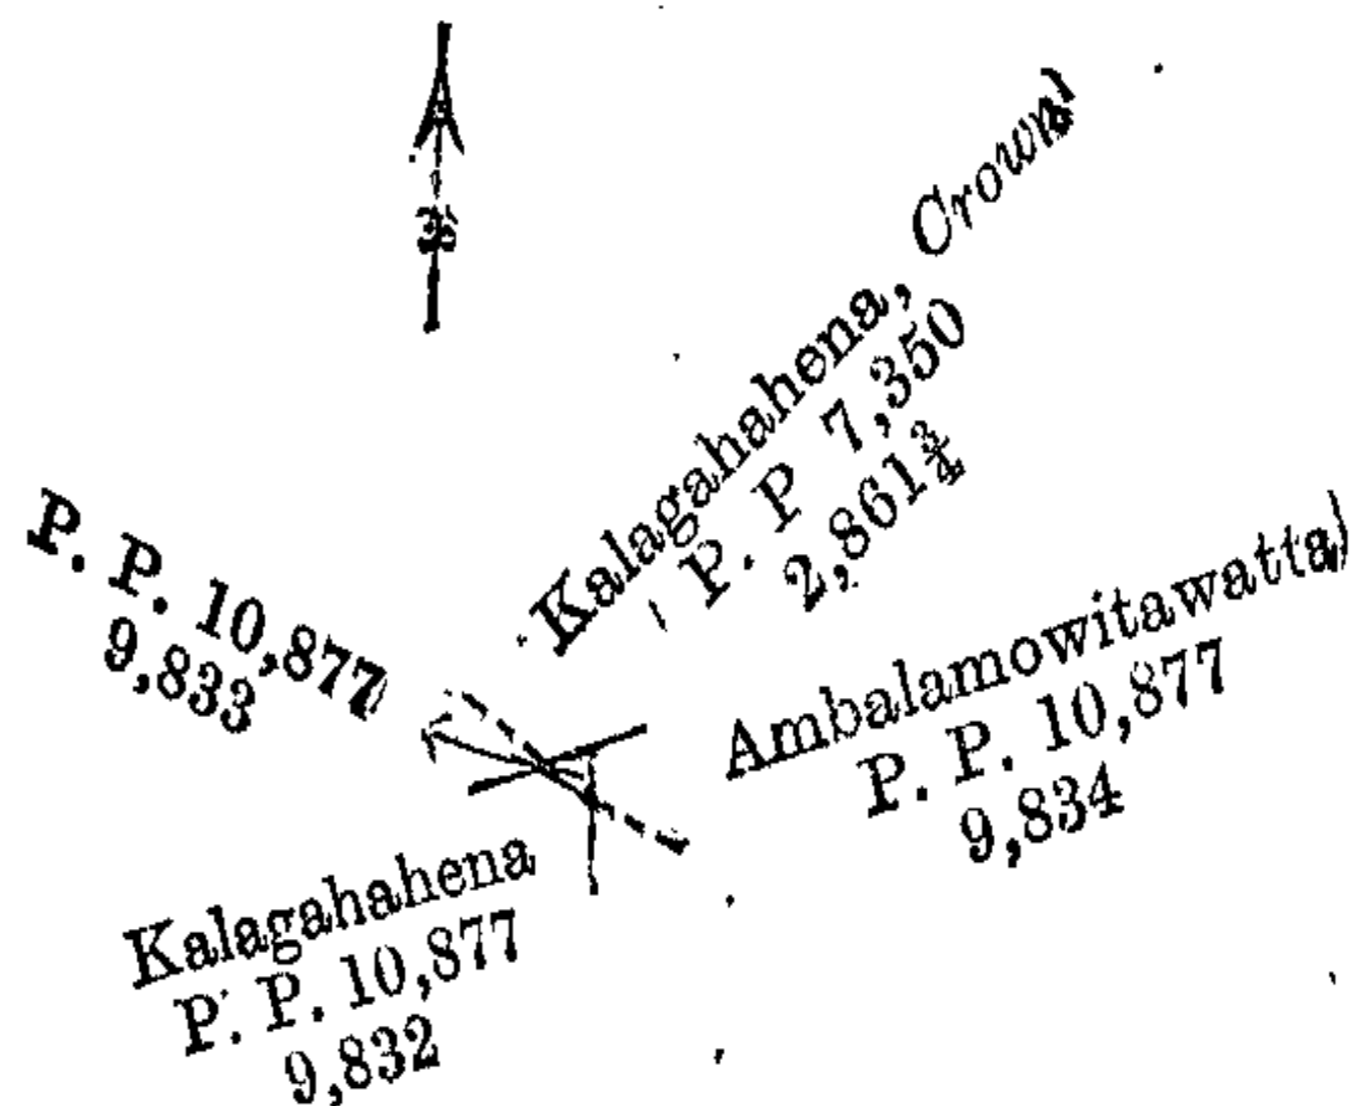 Kalagahahena, Crown
P. P 7,350
2,861¾
P. P. 10,877
9,833
Ambalamowitawatta
P. P. 10,877
9,834
Kalagahahena
P. P. 10,877
9,832